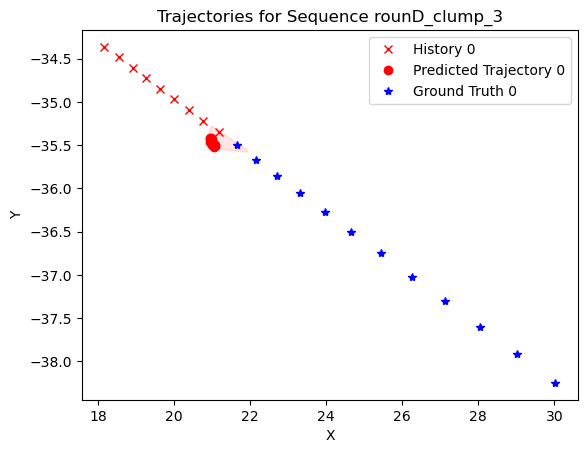 Trajectories for Sequence rounD_clump_3
History 0
Predicted Trajectory 0
Ground Truth 0
−34.5
−35.0
−35.5
−36.0
−36.5
−37.0
−37.5
−38.0
Y
18 20 22 24 26 28 30
X